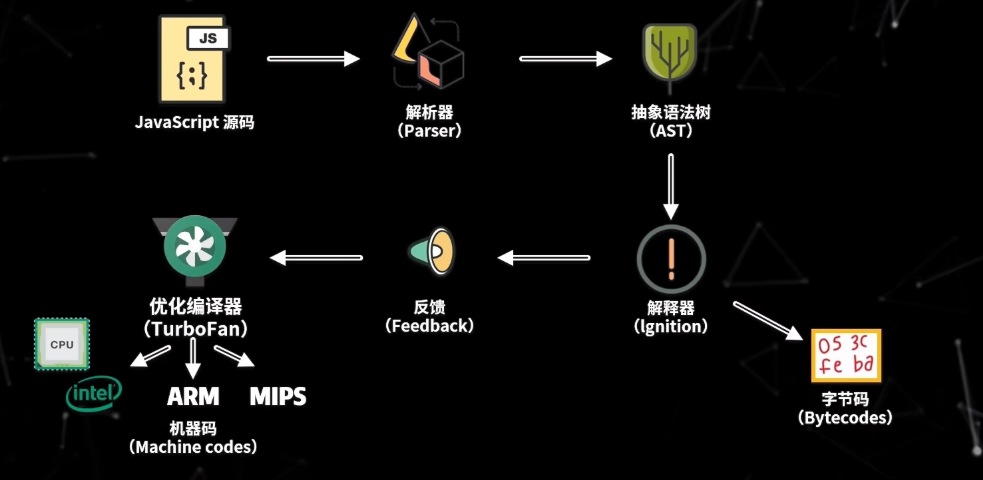 JS
{;}
JavaScript 源码
解析器
（Parser）
抽象语法树
（AST）
优化编译器
（TurboFan）
反馈
（Feedback）
解释器
（lgnition）
CPU
intel
ARM
MIPS
机器码
（Machine codes）
05 3C
fe ba
字节码
（Bytecodes）